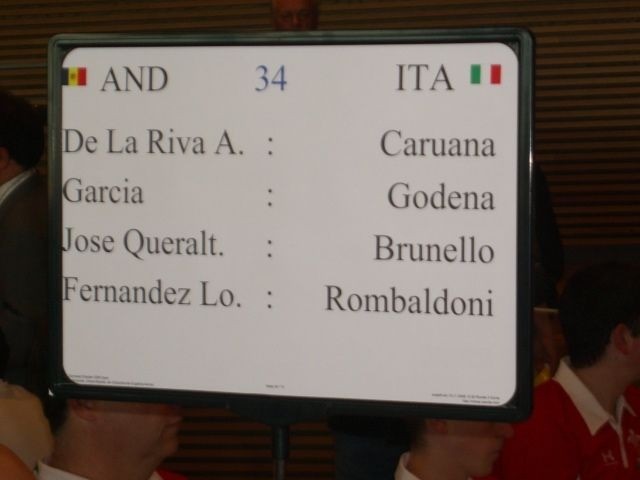 AND 34 ITA
De La Riva A. : Caruana
Garcia : Godena
Jose Queralt. : Brunello
Fernandez Lo. : Rombaldoni